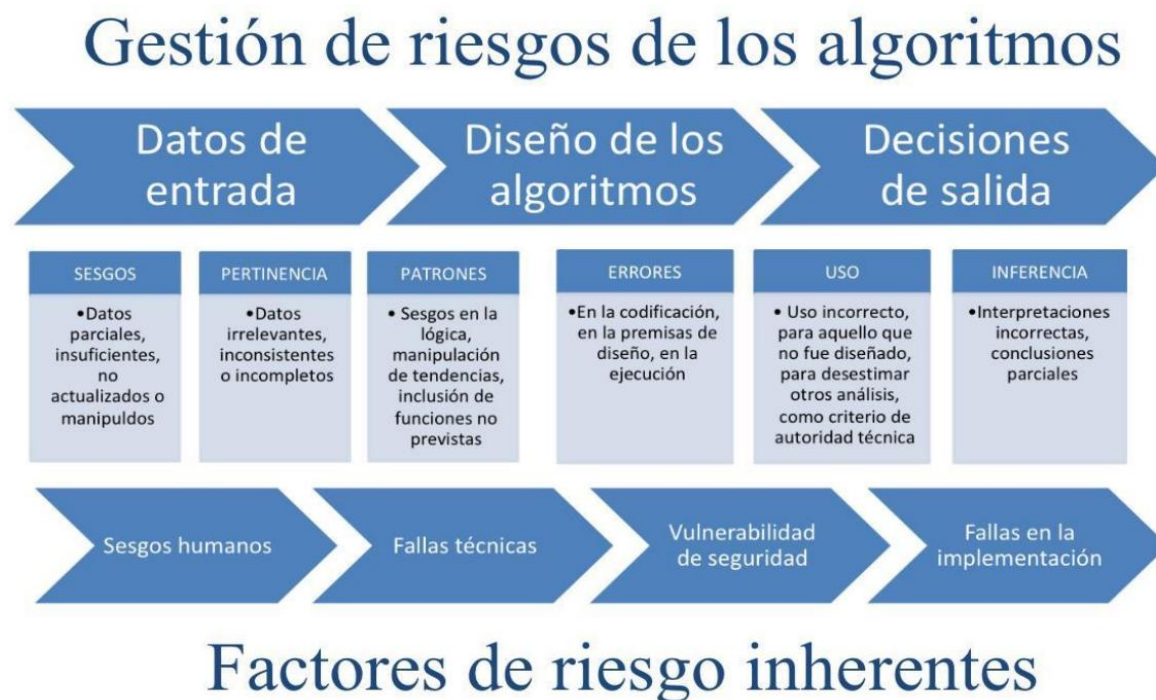 Gestión de riesgos de los algoritmos
Datos de
entrada
Diseño de los
algoritmos
Decisiones
de salida
SESGOS
•Datos
parciales,
insuficientes,
no
actualizados o
manipuldos
PERTINENCIA
•Datos
irrelevantes,
inconsistentes
o incompletos
PATRONES
• Sesgos en la
lógica,
manipulación
de tendencias,
inclusión de
funciones no
previstas
ERRORES
•En la codificación,
en la premisas de
diseño, en la
ejecución
USO
• Uso incorrecto,
para aquello que
no fue diseñado,
para desestimar
otros análisis,
como criterio de
autoridad técnica
INFERENCIA
•Interpretaciones
incorrectas,
conclusiones
parciales
Sesgos humanos
Fallas técnicas
Vulnerabilidad
de seguridad
Fallas en la
implementación
Factores de riesgo inherentes